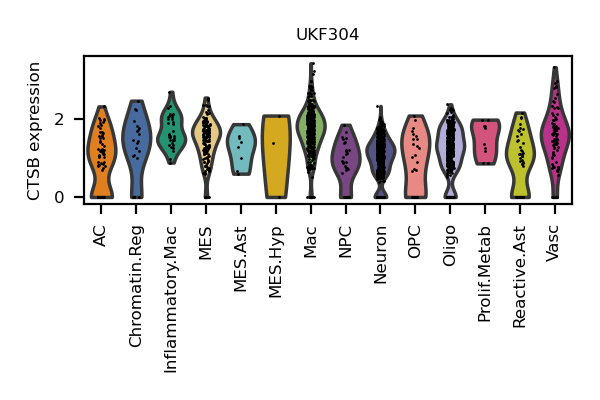 UKF304
CTSB expression
2
0
AC
Chromatin.Reg
Inflammatory.Mac
MES
MES.Ast
MES.Hyp
Mac
NPC
Neuron
OPC
Oligo
Prolif.Metab
Reactive.Ast
Vasc